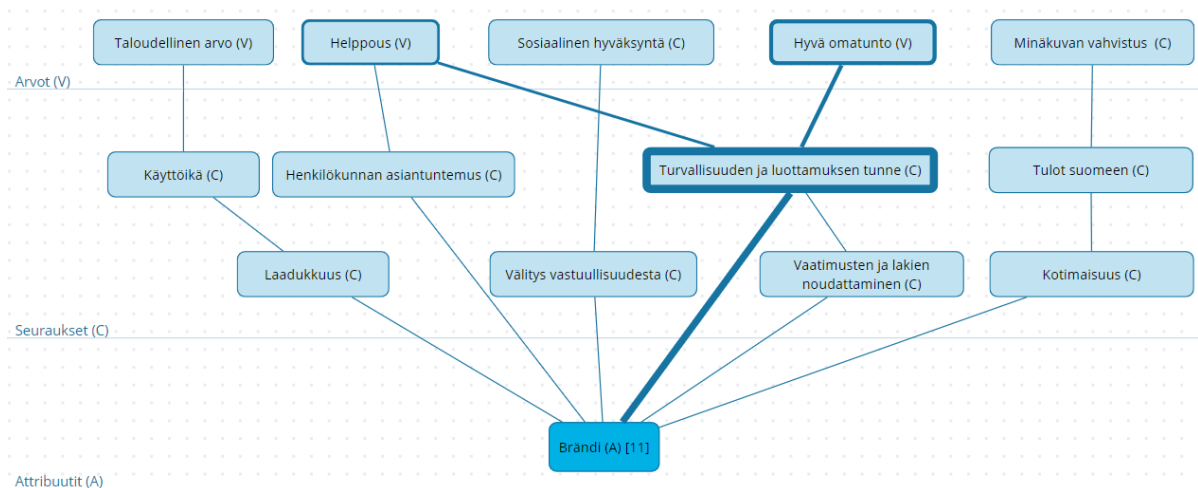 Taloudellinen arvo (V)
Helppous (V)
Sosiaalinen hyväksyntä (C)
Hyvä omatunto (V)
Minäkuvan vahvistus (C)
Arvot (V)
Käyttöikä (C)
Henkilökunnan asiantuntemus (C)
Turvallisuuden ja luottamuksen tunne (C)
Tulot suomeen (C)
Laadukkuus (C)
Välitys vastuullisuudesta (C)
Vaatimusten ja lakien
noudattaminen (C)
Kotimaisuus (C)
Seuraukset (C)
Brändi (A) [11]
Attribuutit (A)